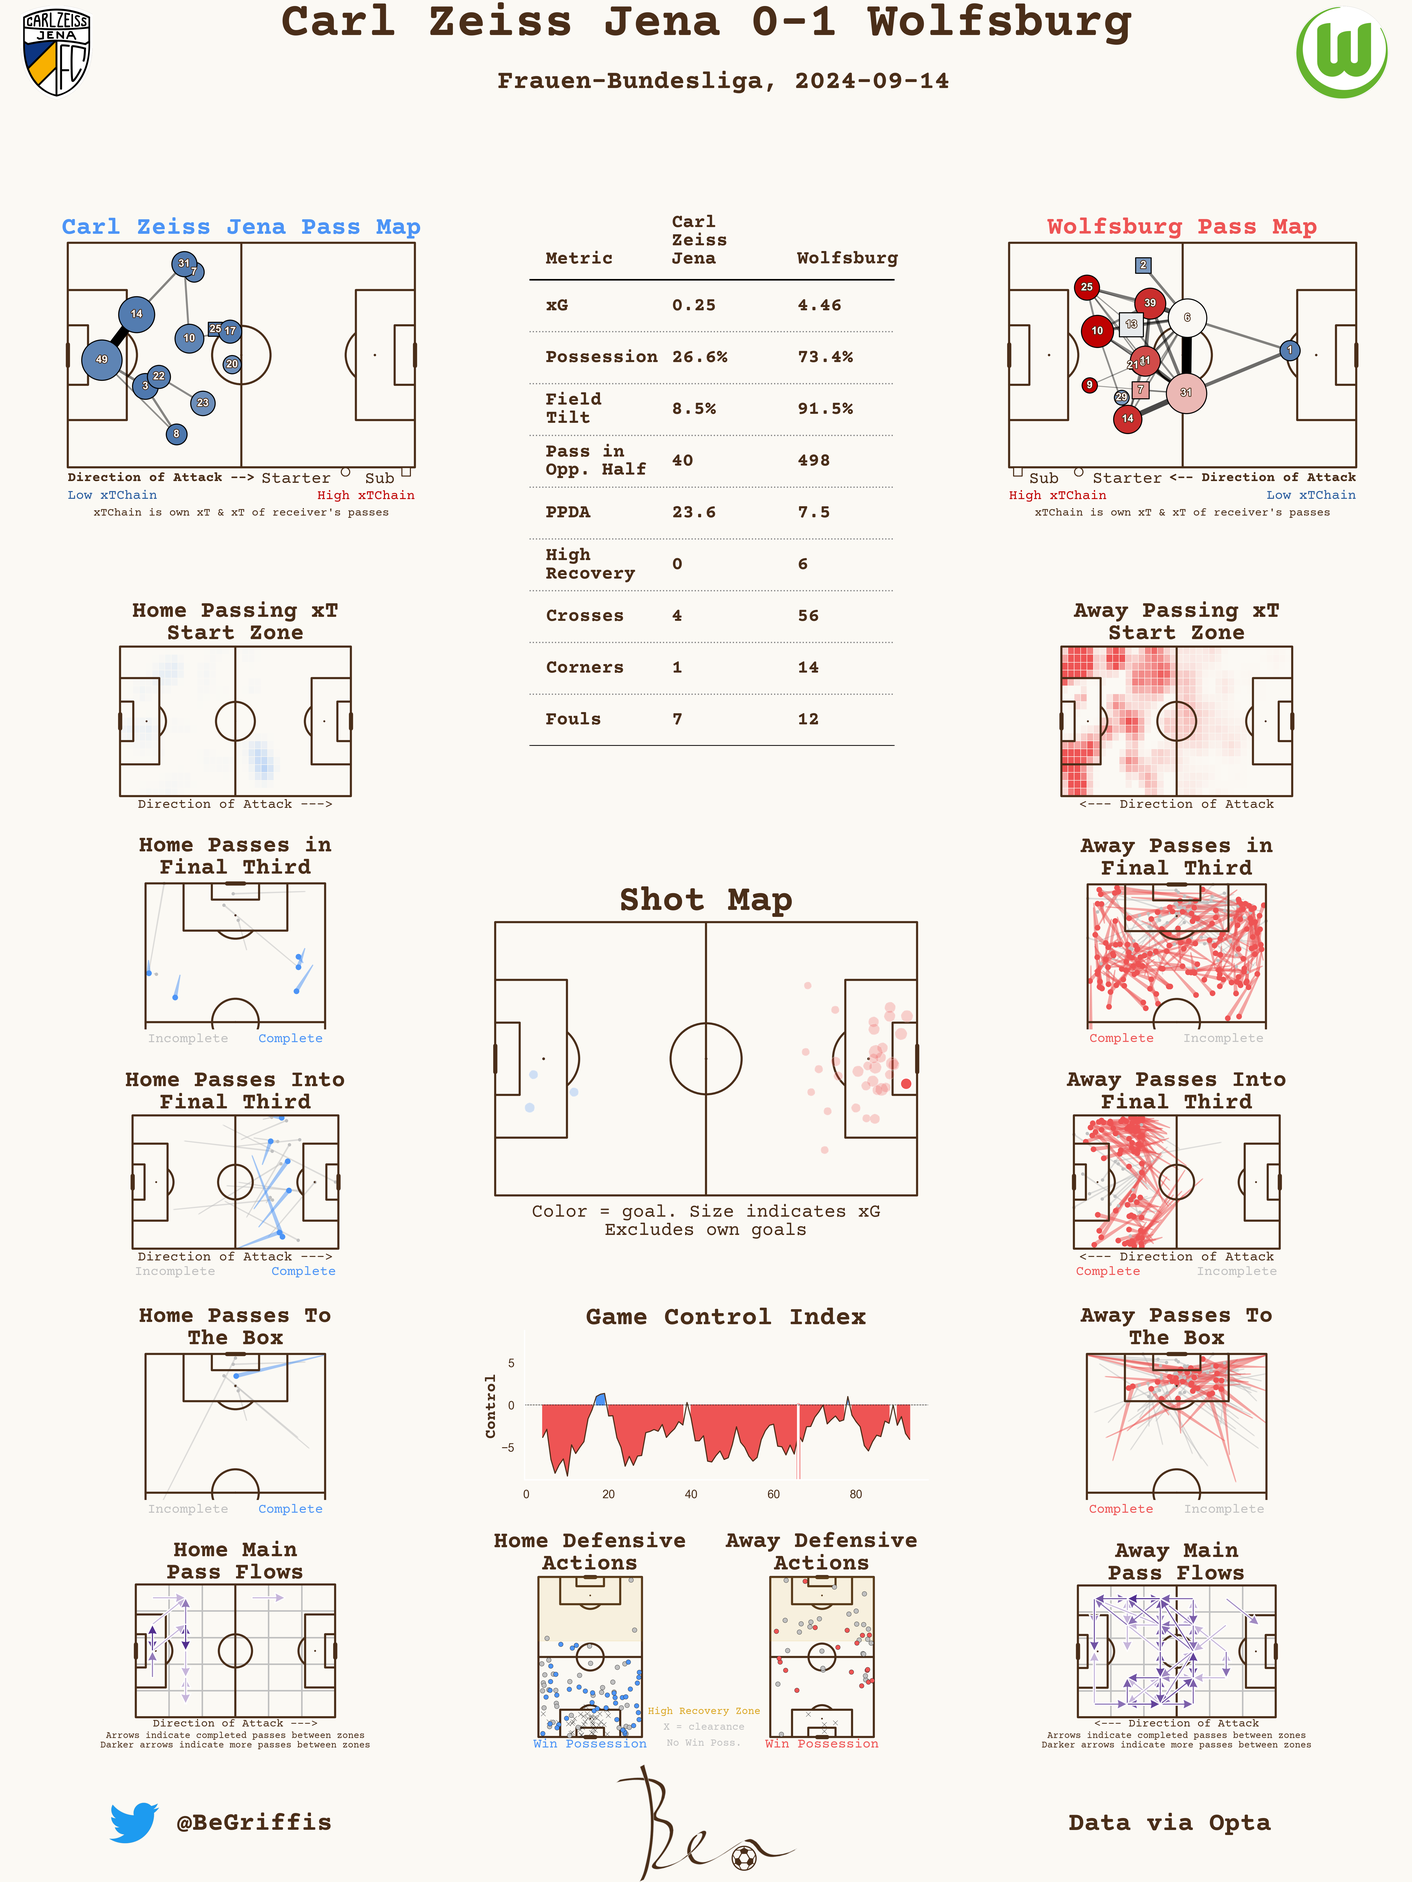 Carl Zeiss Jena 0-1 Wolfsburg
Frauen-Bundesliga, 2024-09-14
CARL ZEISS
JENA
FC
W
Carl Zeiss Jena Pass Map
31
7
14
10
25
17
49
20
3
22
23
8
Direction of Attack --> Starter Sub
Low xTChain High xTChain
xTChain is own xT & xT of receiver's passes
Metric Carl Zeiss Jena Wolfsburg
xG 0.25 4.46
Possession 26.6% 73.4%
Field Tilt 8.5% 91.5%
Pass in Opp. Half 40 498
PPDA 23.6 7.5
High Recovery 0 6
Crosses 4 56
Corners 1 14
Fouls 7 12
Wolfsburg Pass Map
2
25
39
6
13
10
1
11
9
7
29
31
14
Sub Starter <-- Direction of Attack
High xTChain Low xTChain
xTChain is own xT & xT of receiver's passes
Home Passing xT
Start Zone
Direction of Attack --->
Away Passing xT
Start Zone
<--- Direction of Attack
Home Passes in
Final Third
Incomplete Complete
Shot Map
Color = goal. Size indicates xG
Excludes own goals
Away Passes in
Final Third
Complete Incomplete
Home Passes Into
Final Third
Direction of Attack --->
Incomplete Complete
Away Passes Into
Final Third
<--- Direction of Attack
Complete Incomplete
Home Passes To
The Box
Incomplete Complete
Game Control Index
Control
5
0
−5
0 20 40 60 80
Away Passes To
The Box
Complete Incomplete
Home Main
Pass Flows
Direction of Attack --->
Arrows indicate completed passes between zones
Darker arrows indicate more passes between zones
Home Defensive
Actions
Win Possession
High Recovery Zone
X = clearance
No Win Poss.
Away Defensive
Actions
Win Possession
Away Main
Pass Flows
<--- Direction of Attack
Arrows indicate completed passes between zones
Darker arrows indicate more passes between zones
@BeGriffis
Ben
Data via Opta